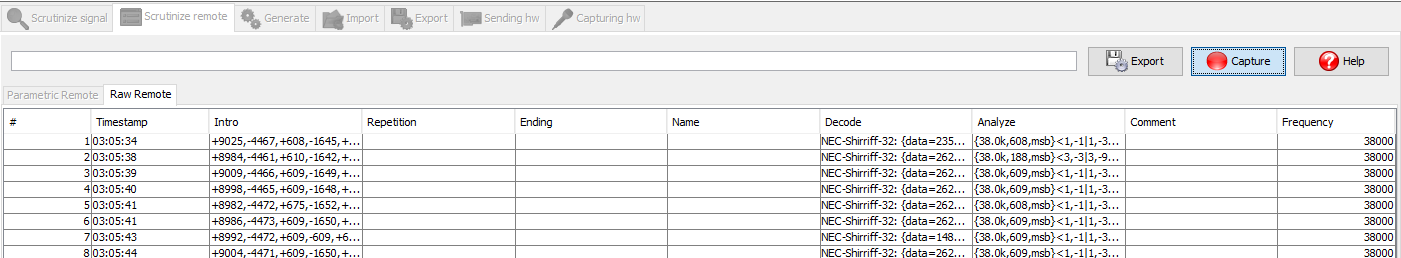 Scrutinize signal Scrutinize remote Generate Import Export Sending hw Capturing hw
Export Capture Help
Parametric Remote Raw Remote
# Timestamp Intro Repetition Ending Name Decode Analyze Comment Frequency
1 03:05:34 +9025,-4467,+608,-1645,+... NEC-Shirriff-32: {data=235... {38.0k,608,msb}<1,-1|1,-3... 38000
2 03:05:38 +8984,-4461,+610,-1642,+... NEC-Shirriff-32: {data=262... {38.0k,188,msb}<3,-3|3,-9... 38000
3 03:05:39 +9009,-4466,+609,-1649,+... NEC-Shirriff-32: {data=262... {38.0k,609,msb}<1,-1|1,-3... 38000
4 03:05:40 +8998,-4465,+609,-1648,+... NEC-Shirriff-32: {data=262... {38.0k,609,msb}<1,-1|1,-3... 38000
5 03:05:41 +8982,-4472,+675,-1652,+... NEC-Shirriff-32: {data=262... {38.0k,608,msb}<1,-1|1,-3... 38000
6 03:05:41 +8986,-4473,+609,-1650,+... NEC-Shirriff-32: {data=262... {38.0k,609,msb}<1,-1|1,-3... 38000
7 03:05:43 +8992,-4472,+609,-609,+6... NEC-Shirriff-32: {data=148... {38.0k,609,msb}<1,-1|1,-3... 38000
8 03:05:44 +9004,-4471,+609,-1650,+... NEC-Shirriff-32: {data=262... {38.0k,609,msb}<1,-1|1,-3... 38000